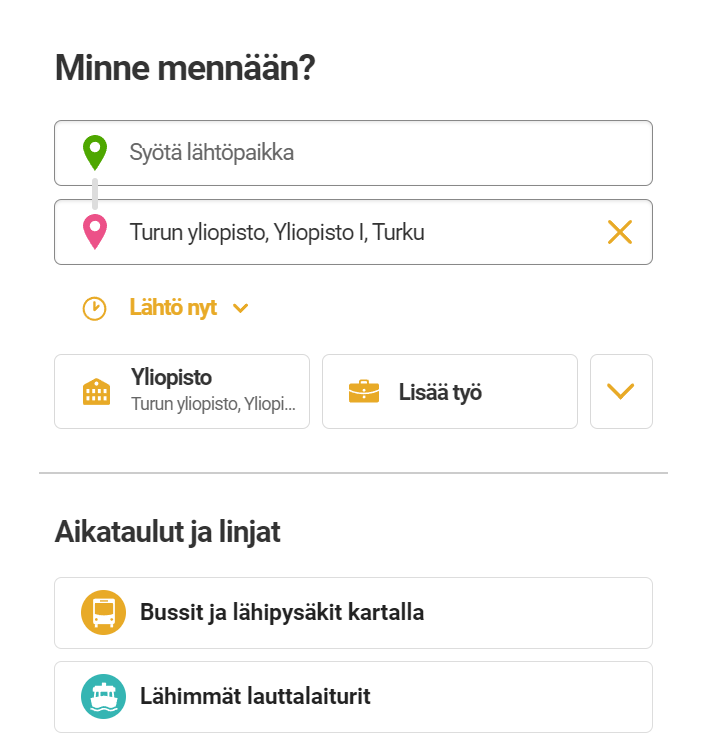 Minne mennään?
Syötä lähtöpaikka
Turun yliopisto, Yliopisto I, Turku
Lähtö nyt
Yliopisto
Turun yliopisto, Yliopi...
Lisää työ
Aikataulut ja linjat
Bussit ja lähipysäkit kartalla
Lähimmät lauttalaiturit